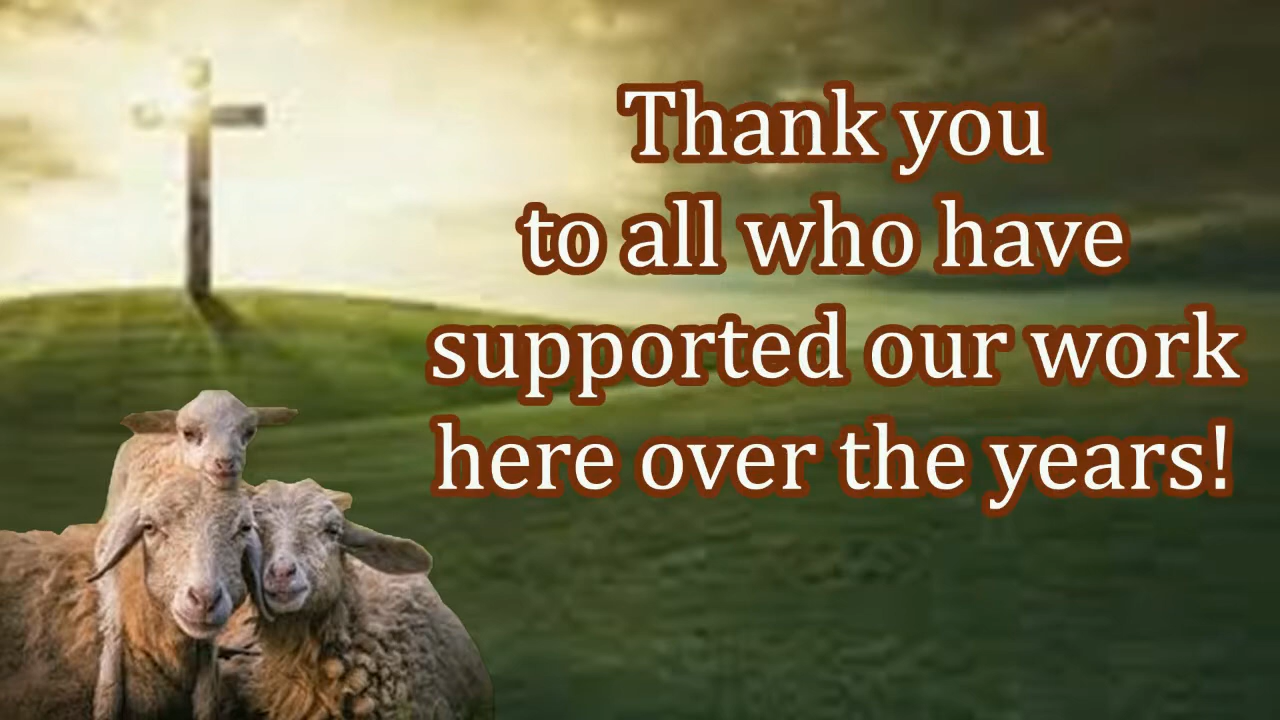 Thank you
to all who have
supported our work
here over the years!